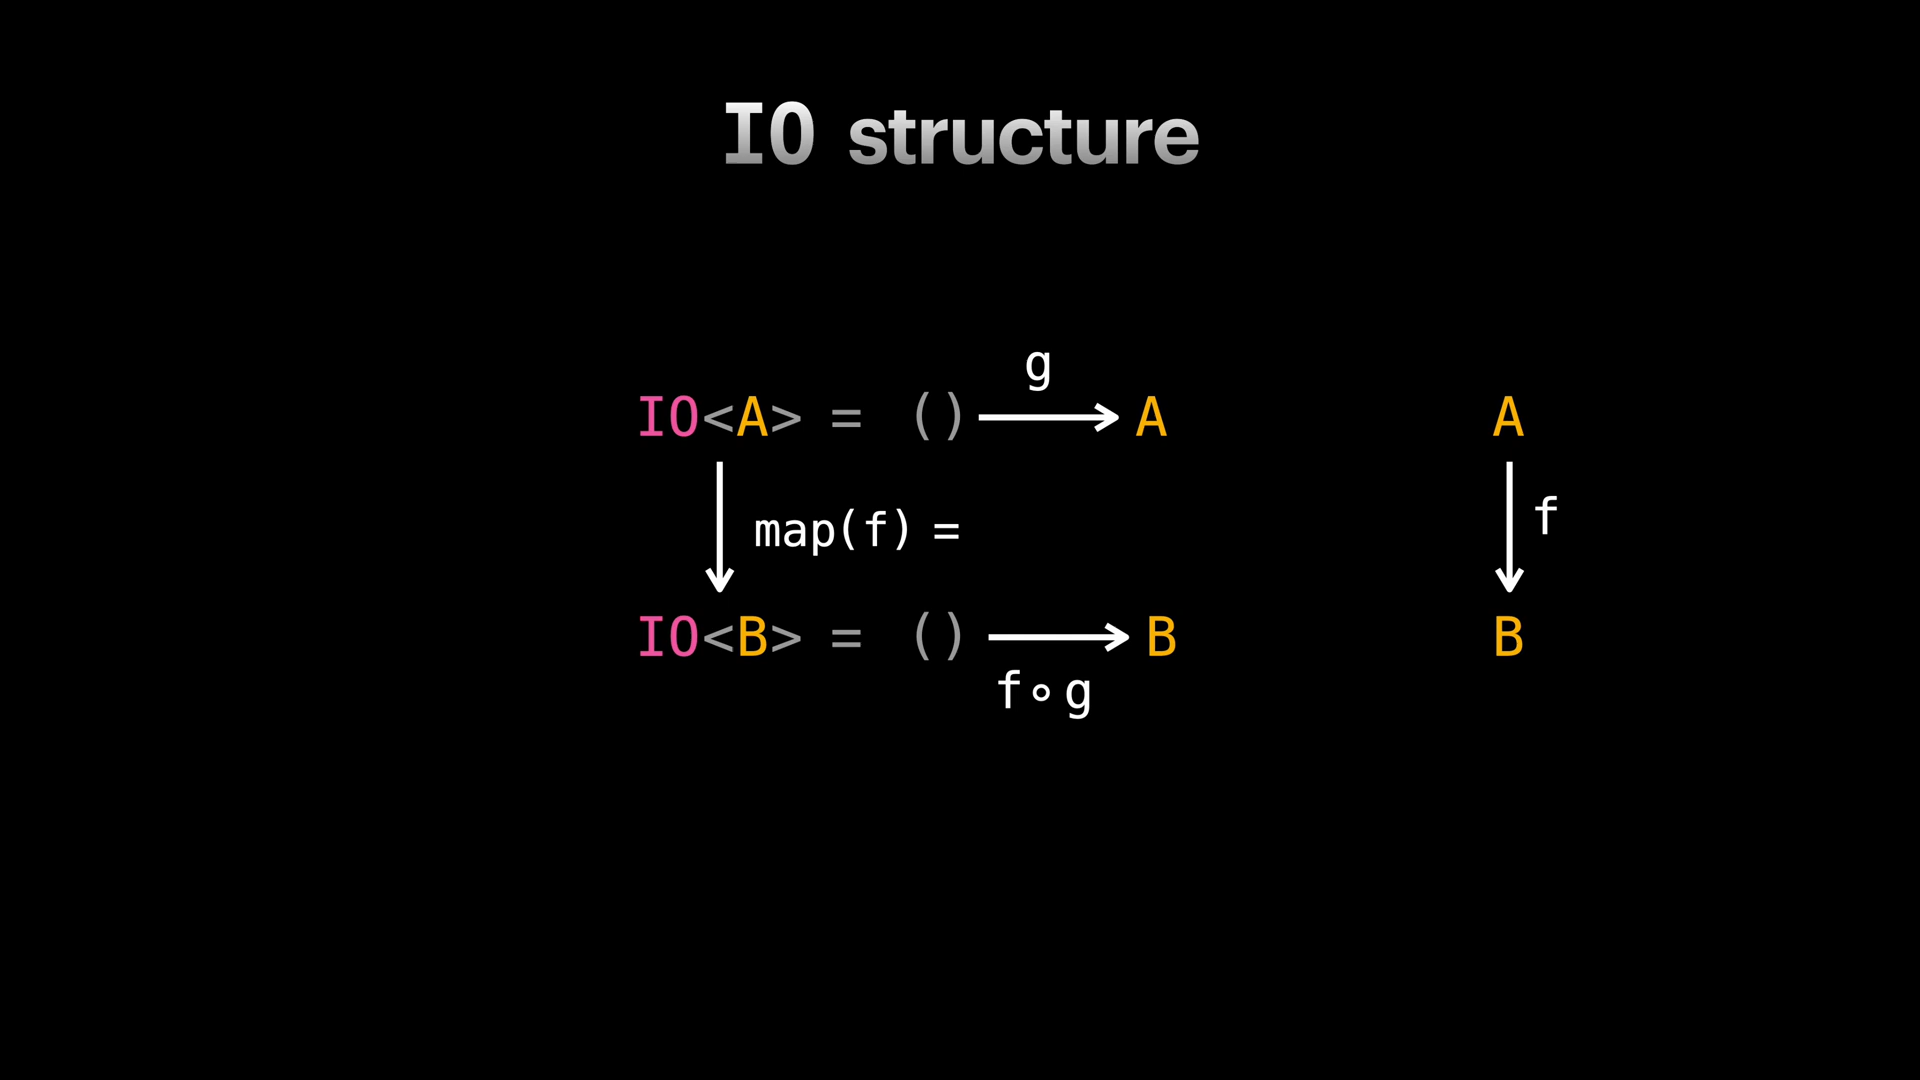 IO structure
g
IO<A> = () A A
map(f) = f
IO<B> = () B B
f∘g